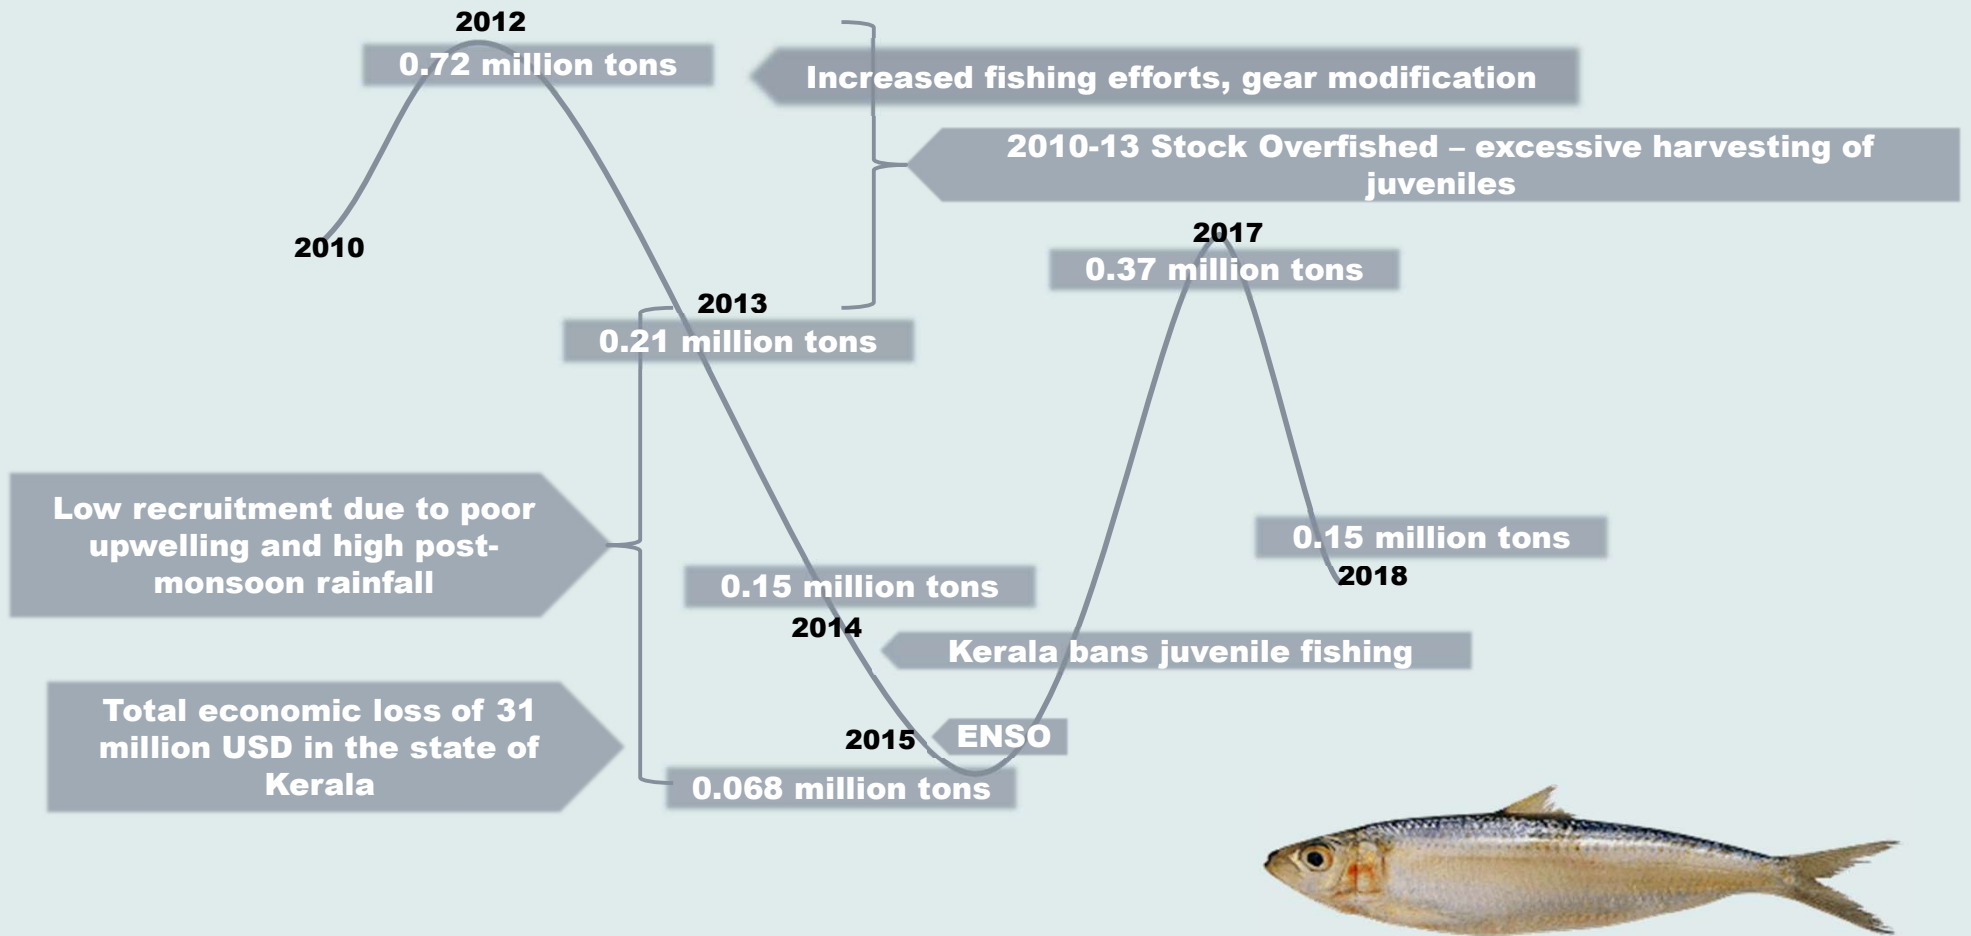 2012
0.72 million tons
Increased fishing efforts, gear modification
2010-13 Stock Overfished – excessive harvesting of
juveniles
2010
2017
0.37 million tons
2013
0.21 million tons
Low recruitment due to poor
upwelling and high post-
monsoon rainfall
0.15 million tons
2018
0.15 million tons
2014
Kerala bans juvenile fishing
Total economic loss of 31
million USD in the state of
Kerala
2015
ENSO
0.068 million tons